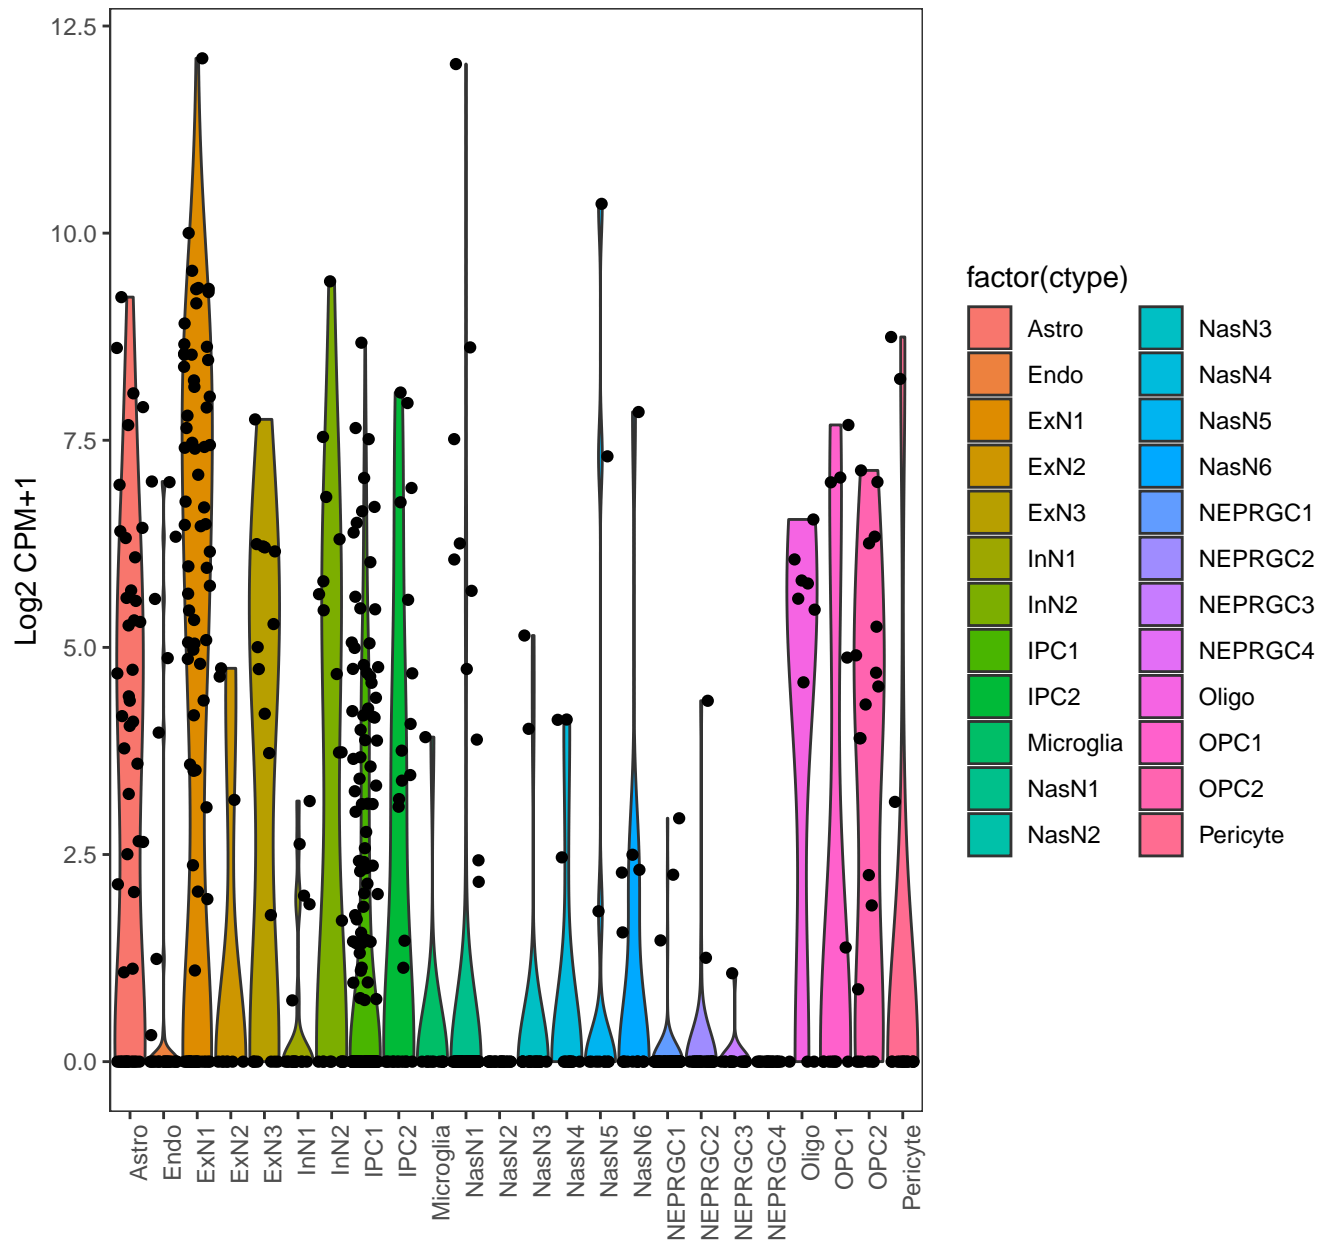 12.5
10.0
7.5
5.0
2.5
0.0
Log2 CPM+1
Astro
Endo
ExN1
ExN2
ExN3
InN1
InN2
IPC1
IPC2
Microglia
NasN1
NasN2
NasN3
NasN4
NasN5
NasN6
NEPRGC1
NEPRGC2
NEPRGC3
NEPRGC4
Oligo
OPC1
OPC2
Pericyte
factor(ctype)
Astro
Endo
ExN1
ExN2
ExN3
InN1
InN2
IPC1
IPC2
Microglia
NasN1
NasN2
NasN3
NasN4
NasN5
NasN6
NEPRGC1
NEPRGC2
NEPRGC3
NEPRGC4
Oligo
OPC1
OPC2
Pericyte